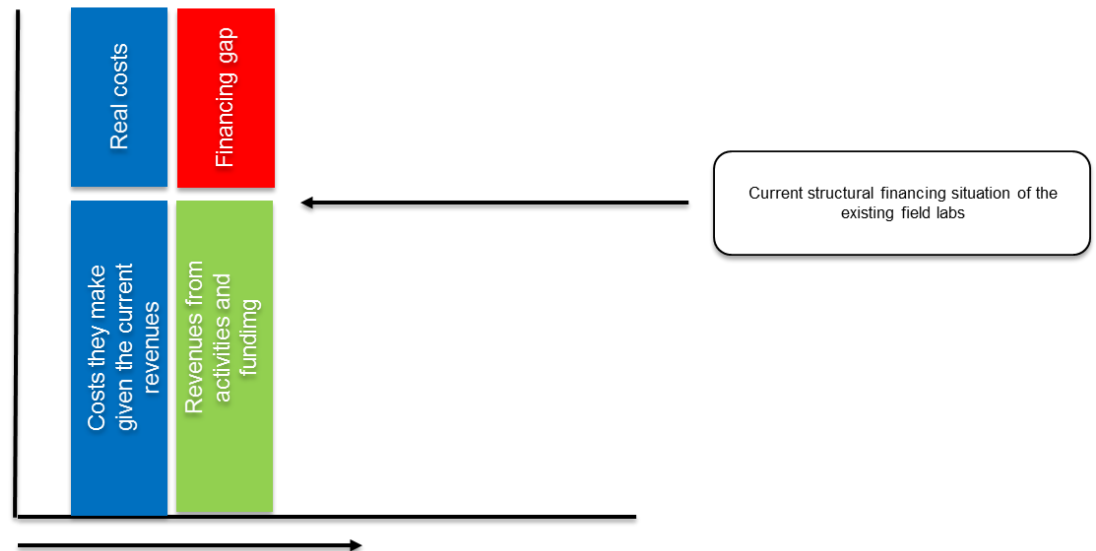 Real costs
Financing gap
Current structural financing situation of the
existing field labs
Costs they make
given the current
revenues
Revenues from
activities and
fundimg